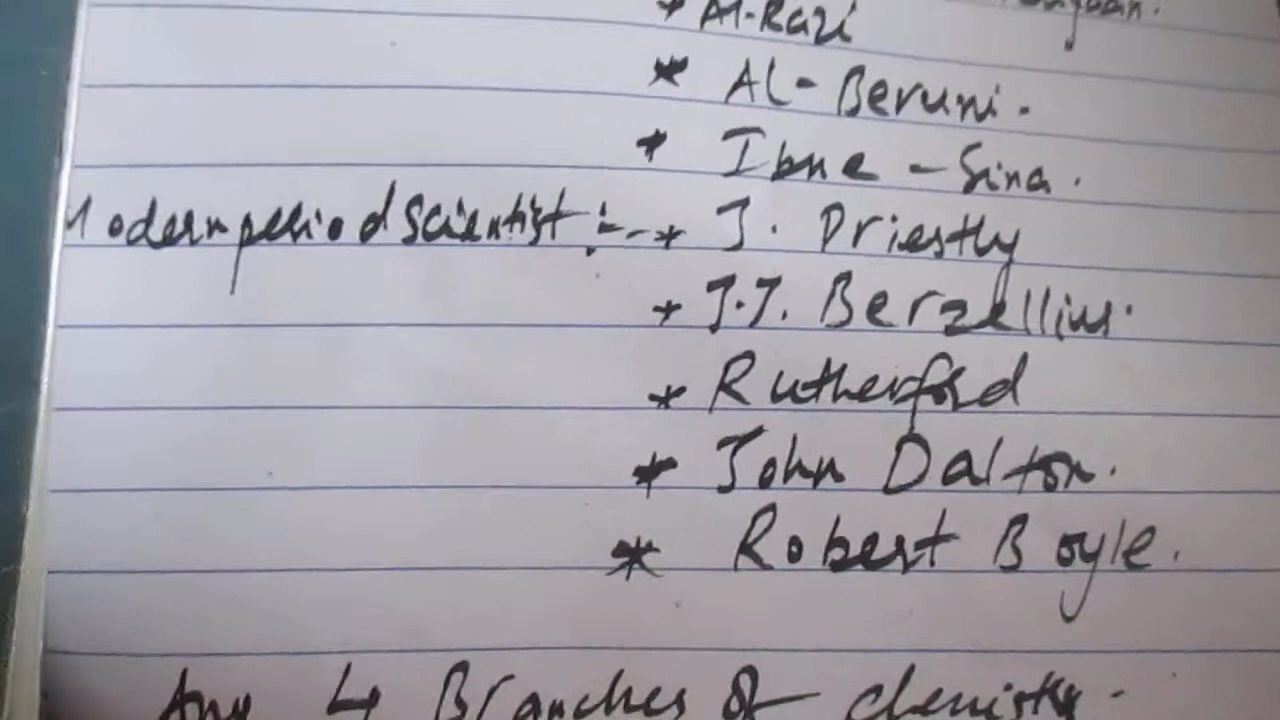 * Al-Razi
* Al-Beruni.
* Ibne-Sina.
Modern period Scientist :- * J. Priestly
* J.J. Berzellius.
* Rutherford
* John Dalton.
* Robert Boyle.
Any 4 Branches of chemistry.